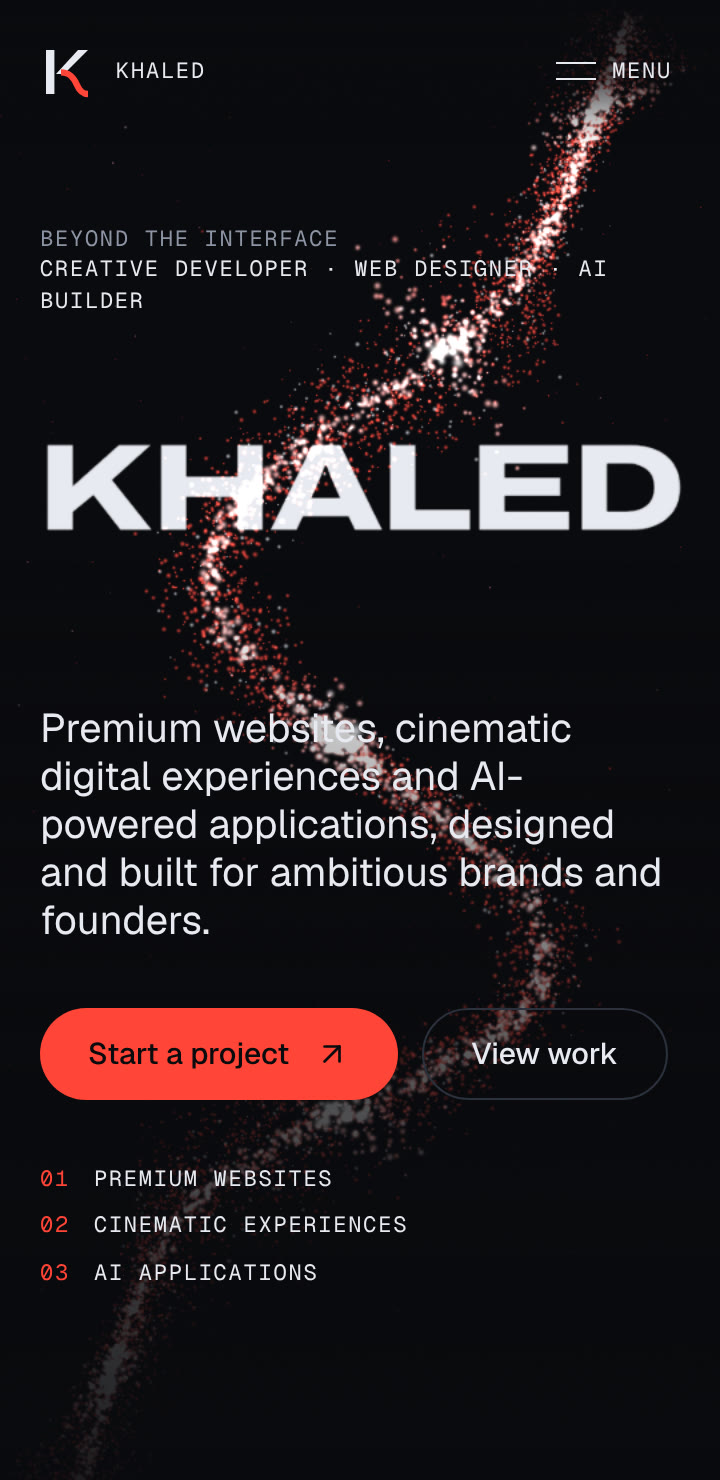 KHALED
MENU
BEYOND THE INTERFACE
CREATIVE DEVELOPER · WEB DESIGNER · AI
BUILDER
KHALED
Premium websites, cinematic
digital experiences and AI-
powered applications, designed
and built for ambitious brands and
founders.
Start a project
View work
01 PREMIUM WEBSITES
02 CINEMATIC EXPERIENCES
03 AI APPLICATIONS